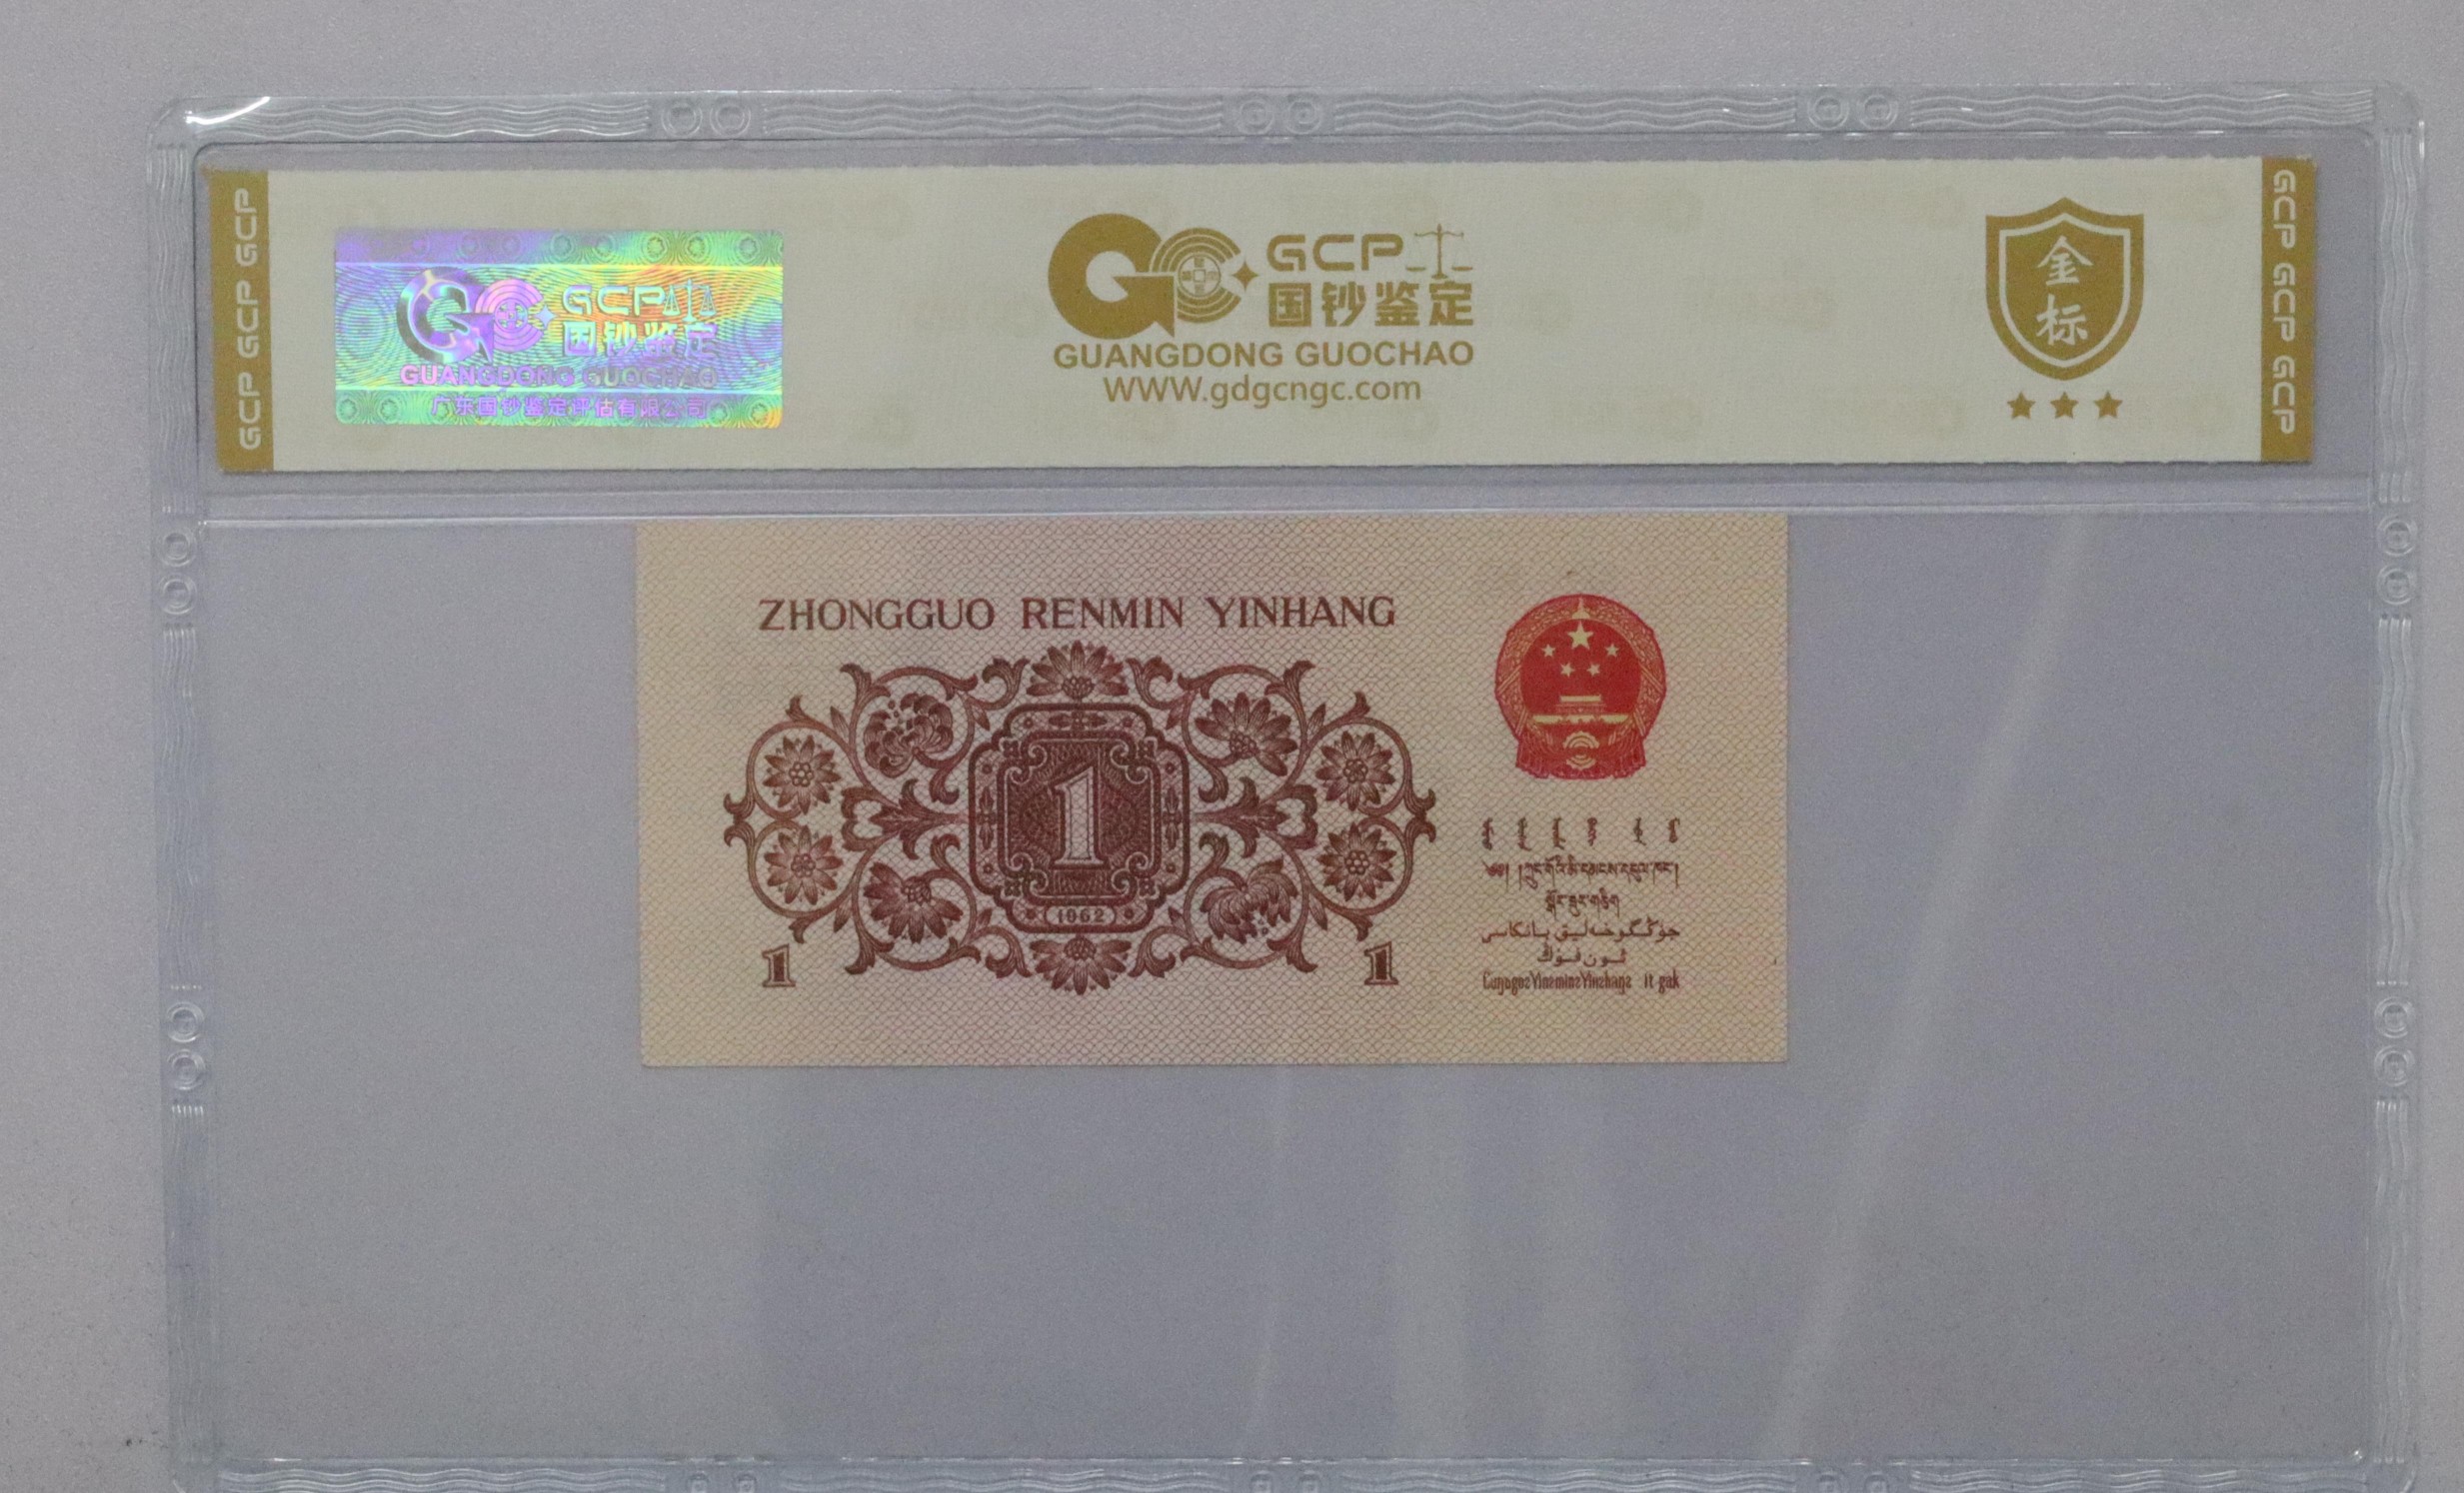 GCP GCP GCP
GCP
国钞鉴定
GUANGDONG GUOCHAO
广东国钞鉴定评估有限公司
GCP
国钞鉴定
GUANGDONG GUOCHAO
WWW.gdgcngc.com
金
标
GCP GCP GCP
ZHONGGUO RENMIN YINHANG
1
1962
1
1
جۇڭگوخەلىق بانكاسى